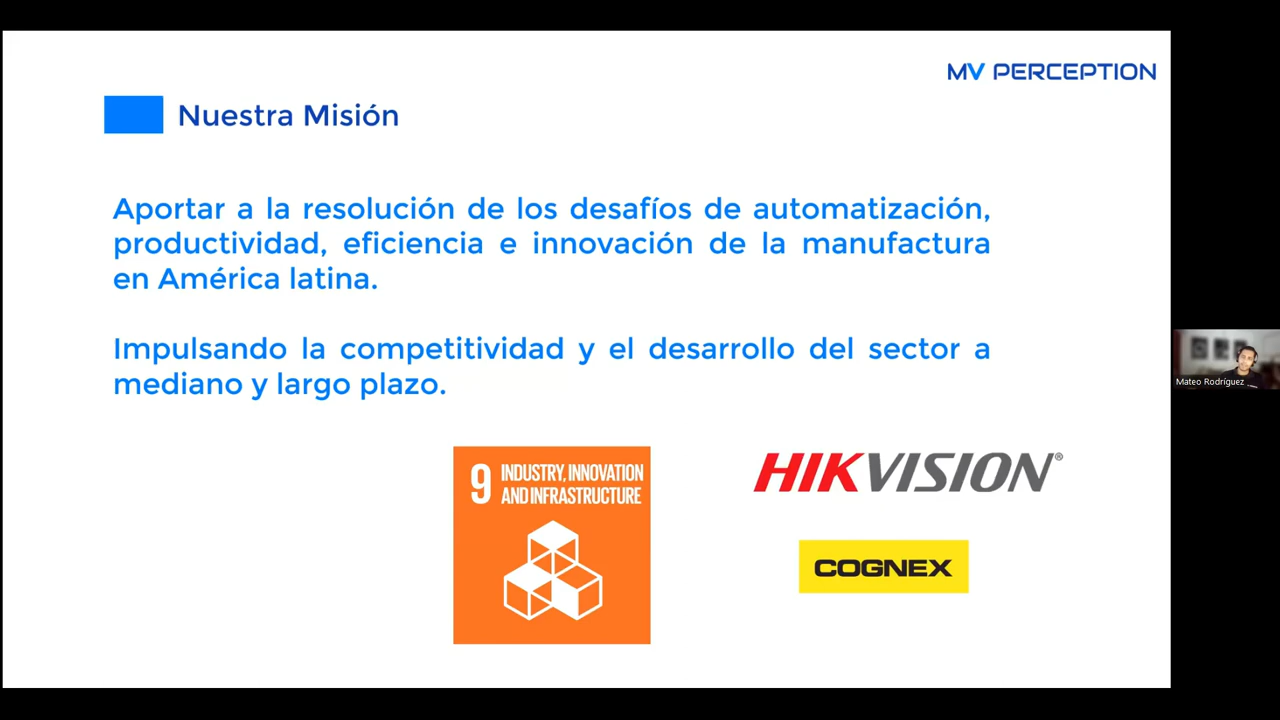 MV PERCEPTION
Nuestra Misión
Aportar a la resolución de los desafíos de automatización,
productividad, eficiencia e innovación de la manufactura
en América latina.
Impulsando la competitividad y el desarrollo del sector a
mediano y largo plazo.
9 INDUSTRY, INNOVATION
AND INFRASTRUCTURE
HIKVISION®
COGNEX
Mateo Rodríguez